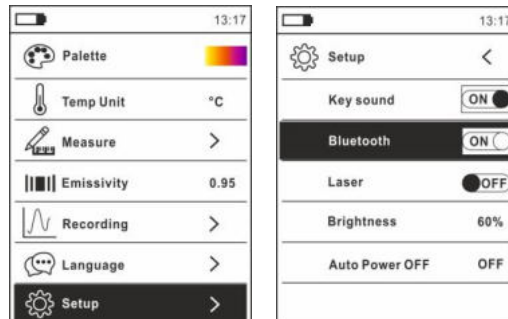 13:17
Palette
Temp Unit °C
Measure >
Emissivity 0.95
Recording >
Language >
Setup >
13:17
Setup <
Key sound ON
Bluetooth ON
Laser OFF
Brightness 60%
Auto Power OFF OFF